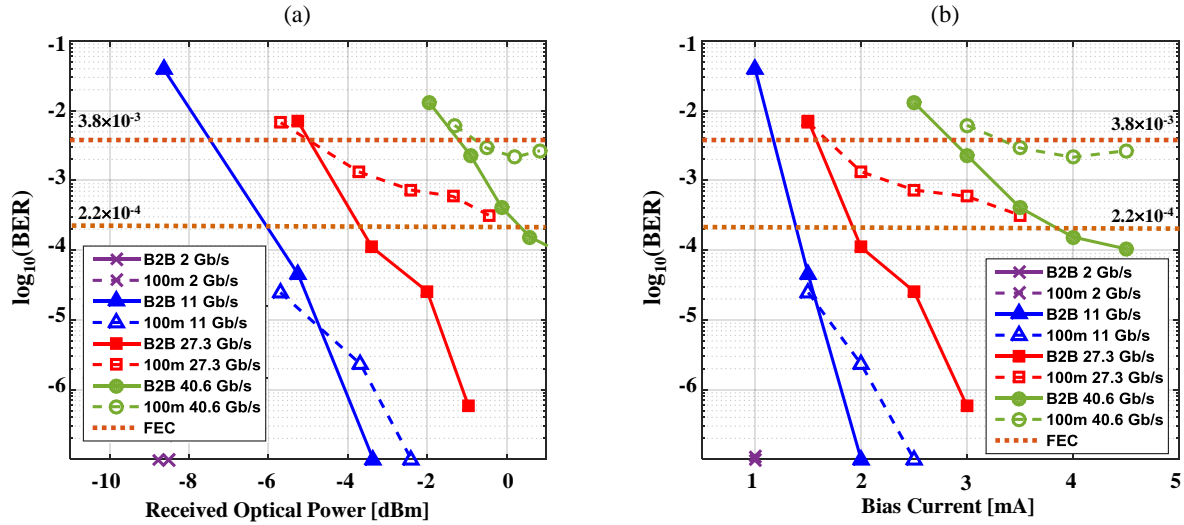 (a)
-1
-2
-3
-4
-5
-6
3.8×10⁻³
2.2×10⁻⁴
log₁₀(BER)
B2B 2 Gb/s
100m 2 Gb/s
B2B 11 Gb/s
100m 11 Gb/s
B2B 27.3 Gb/s
100m 27.3 Gb/s
B2B 40.6 Gb/s
100m 40.6 Gb/s
FEC
-10 -8 -6 -4 -2 0
Received Optical Power [dBm]
(b)
-1
-2
-3
-4
-5
-6
3.8×10⁻³
2.2×10⁻⁴
log₁₀(BER)
B2B 2 Gb/s
100m 2 Gb/s
B2B 11 Gb/s
100m 11 Gb/s
B2B 27.3 Gb/s
100m 27.3 Gb/s
B2B 40.6 Gb/s
100m 40.6 Gb/s
FEC
1 2 3 4 5
Bias Current [mA]